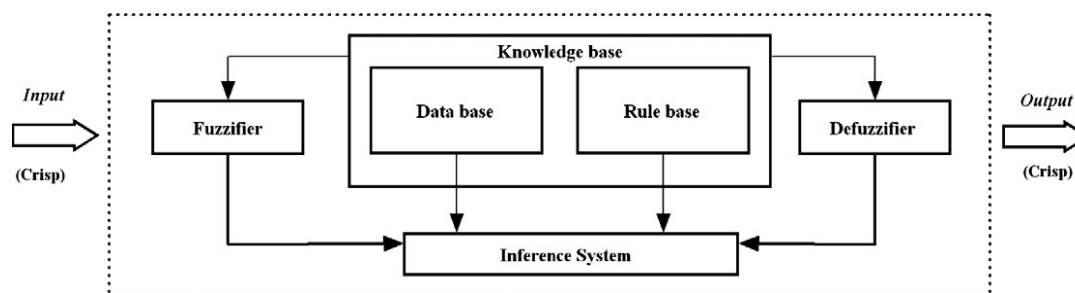 Knowledge base
Input
Data base
Rule base
Output
Fuzzifier
Defuzzifier
(Crisp)
(Crisp)
Inference System